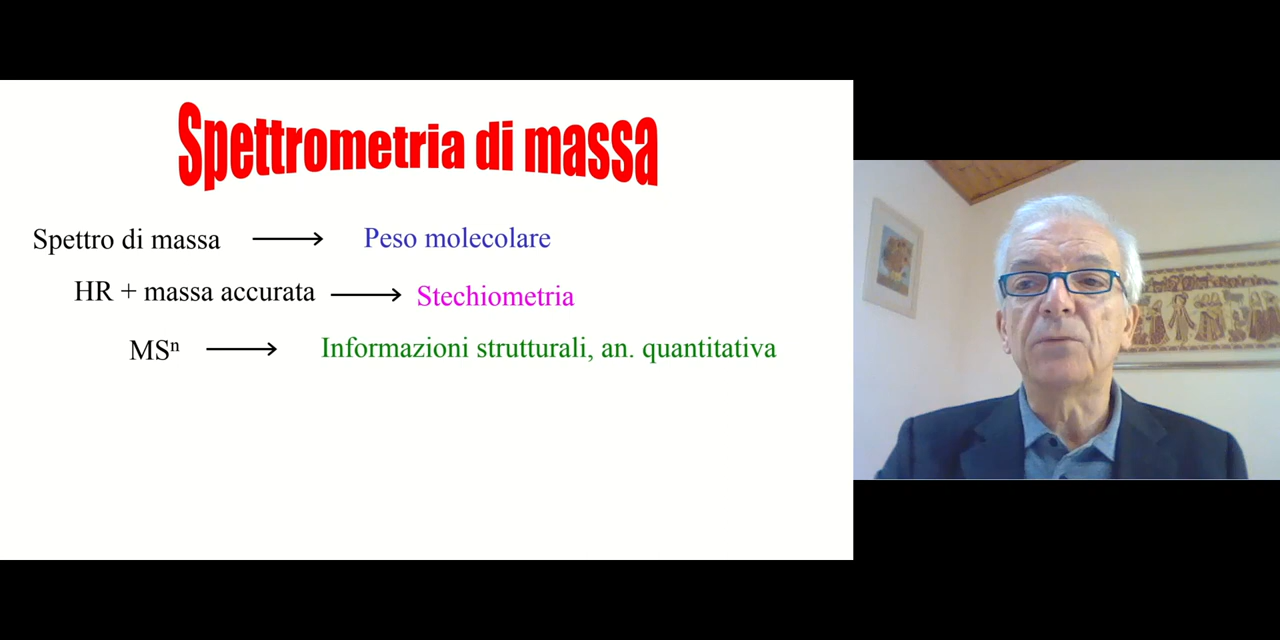 Spettrometria di massa
Spettro di massa ⟶ Peso molecolare
HR + massa accurata ⟶ Stechiometria
MSⁿ ⟶ Informazioni strutturali, an. quantitativa